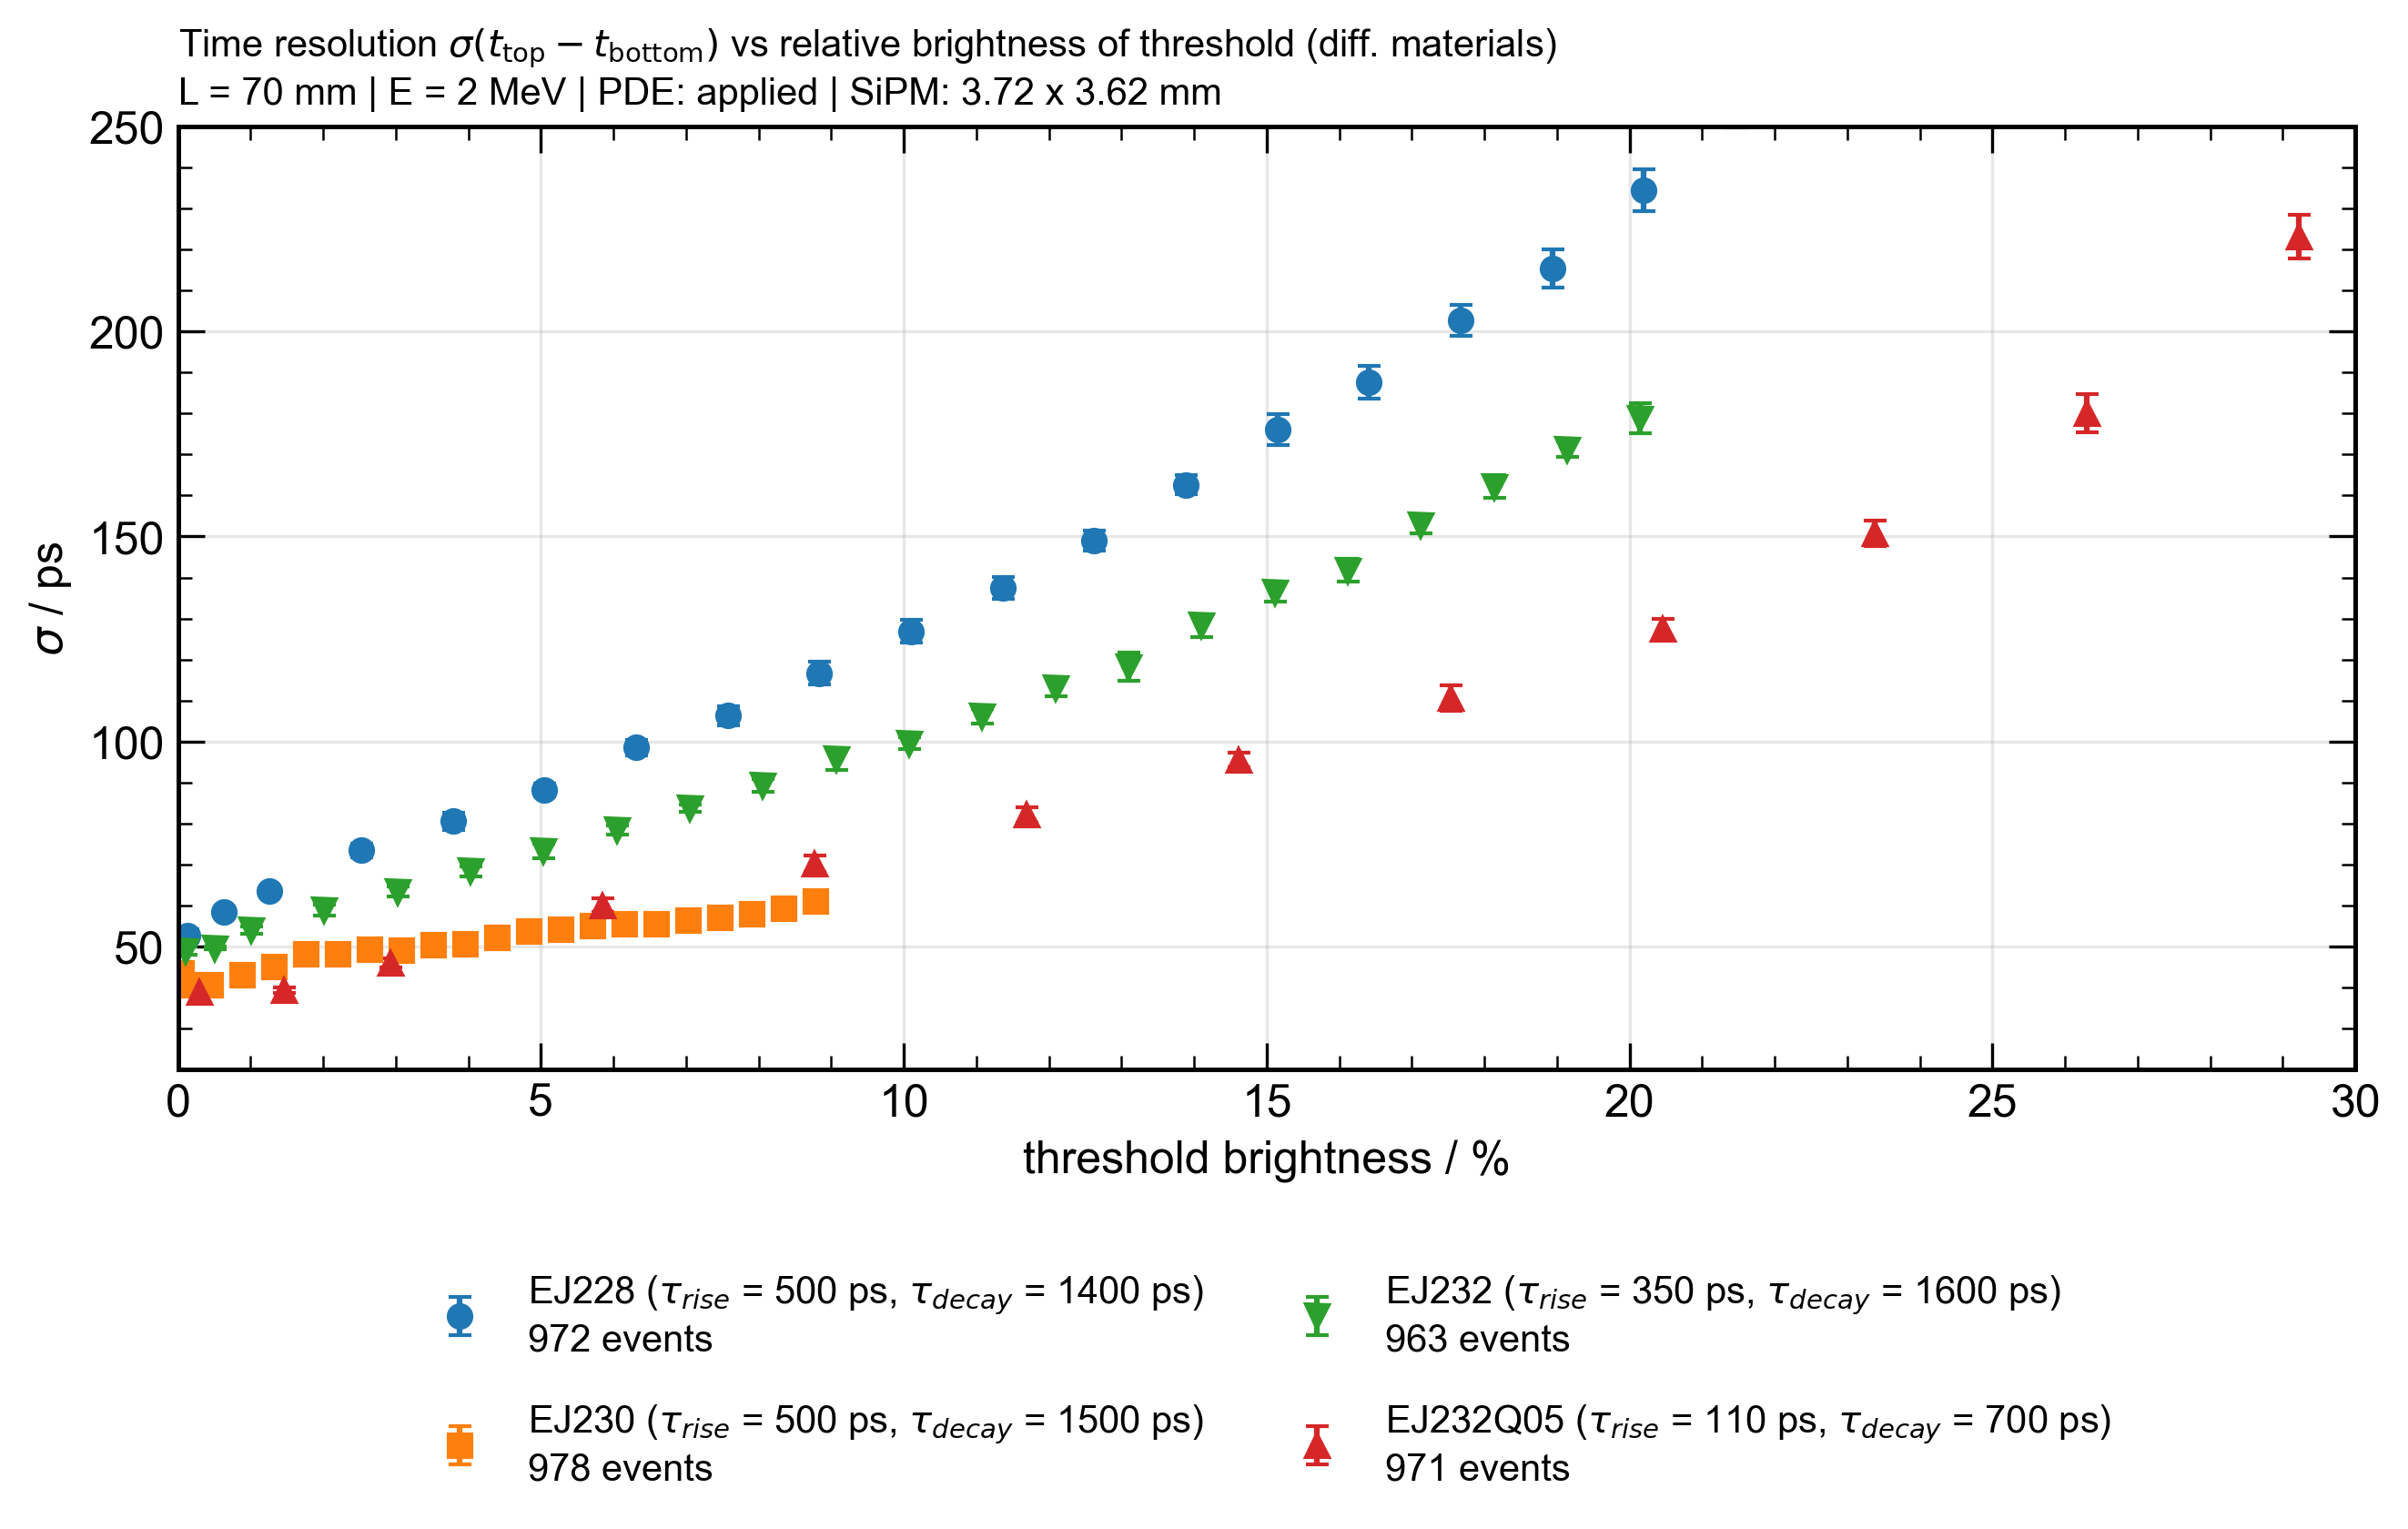 Time resolution σ(t_top − t_bottom) vs relative brightness of threshold (diff. materials)
L = 70 mm | E = 2 MeV | PDE: applied | SiPM: 3.72 x 3.62 mm
250
200
150
100
50
σ / ps
0 5 10 15 20 25 30
threshold brightness / %
EJ228 (τ_rise = 500 ps, τ_decay = 1400 ps)
972 events
EJ230 (τ_rise = 500 ps, τ_decay = 1500 ps)
978 events
EJ232 (τ_rise = 350 ps, τ_decay = 1600 ps)
963 events
EJ232Q05 (τ_rise = 110 ps, τ_decay = 700 ps)
971 events